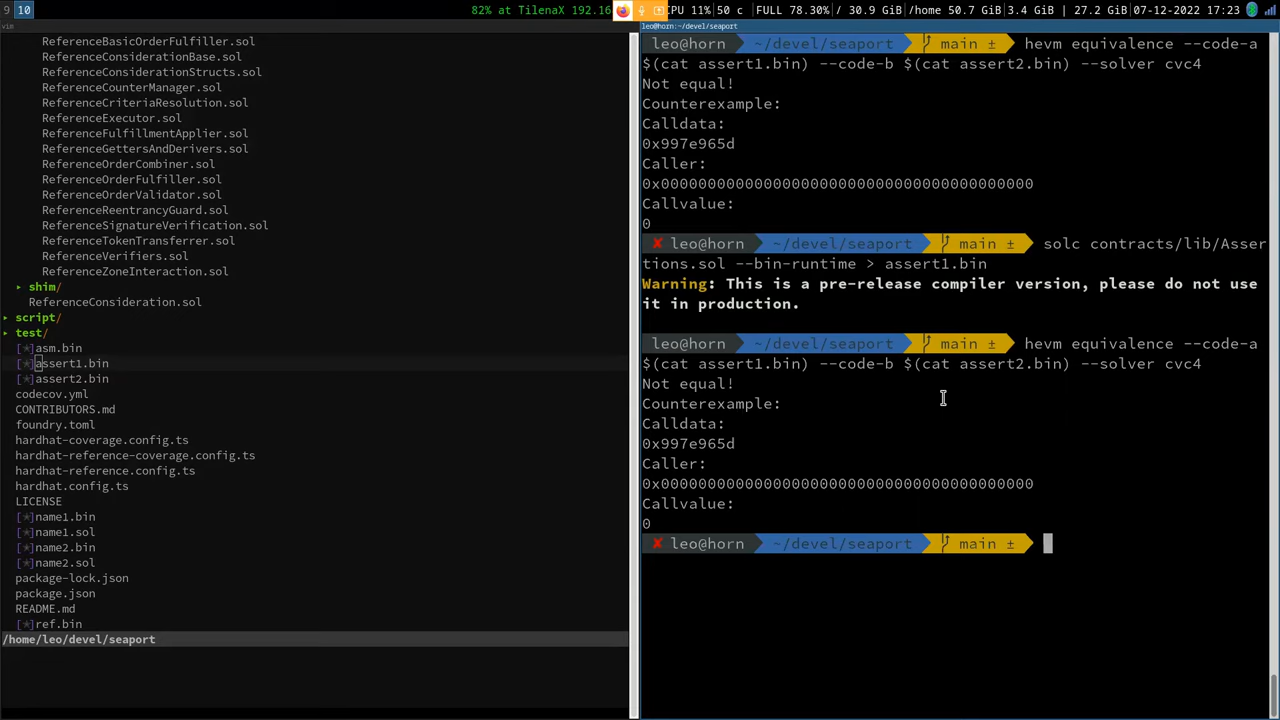 9 10
82% at TilenaX 192.16
CPU 11% 50 c FULL 78.30% / 30.9 GiB /home 50.7 GiB 3.4 GiB 27.2 GiB 07-12-2022 17:23
vim
leo@horn:~/devel/seaport
ReferenceBasicOrderFulfiller.sol
ReferenceConsiderationBase.sol
ReferenceConsiderationStructs.sol
ReferenceCounterManager.sol
ReferenceCriteriaResolution.sol
ReferenceExecutor.sol
ReferenceFulfillmentApplier.sol
ReferenceGettersAndDerivers.sol
ReferenceOrderCombiner.sol
ReferenceOrderFulfiller.sol
ReferenceOrderValidator.sol
ReferenceReentrancyGuard.sol
ReferenceSignatureVerification.sol
ReferenceTokenTransferrer.sol
ReferenceVerifiers.sol
ReferenceZoneInteraction.sol
▸ shim/
ReferenceConsideration.sol
▸ script/
▸ test/
[*]asm.bin
[*]assert1.bin
[*]assert2.bin
codecov.yml
CONTRIBUTORS.md
foundry.toml
hardhat-coverage.config.ts
hardhat-reference-coverage.config.ts
hardhat-reference.config.ts
hardhat.config.ts
LICENSE
[*]name1.bin
[*]name1.sol
[*]name2.bin
[*]name2.sol
package-lock.json
package.json
README.md
[*]ref.bin
/home/leo/devel/seaport
leo@horn ~/devel/seaport main ± hevm equivalence --code-a
$(cat assert1.bin) --code-b $(cat assert2.bin) --solver cvc4
Not equal!
Counterexample:
Calldata:
0x997e965d
Caller:
0x0000000000000000000000000000000000000000
Callvalue:
0
✘ leo@horn ~/devel/seaport main ± solc contracts/lib/Asser
tions.sol --bin-runtime > assert1.bin
Warning: This is a pre-release compiler version, please do not use
it in production.
leo@horn ~/devel/seaport main ± hevm equivalence --code-a
$(cat assert1.bin) --code-b $(cat assert2.bin) --solver cvc4
Not equal!
Counterexample:
Calldata:
0x997e965d
Caller:
0x0000000000000000000000000000000000000000
Callvalue:
0
✘ leo@horn ~/devel/seaport main ±